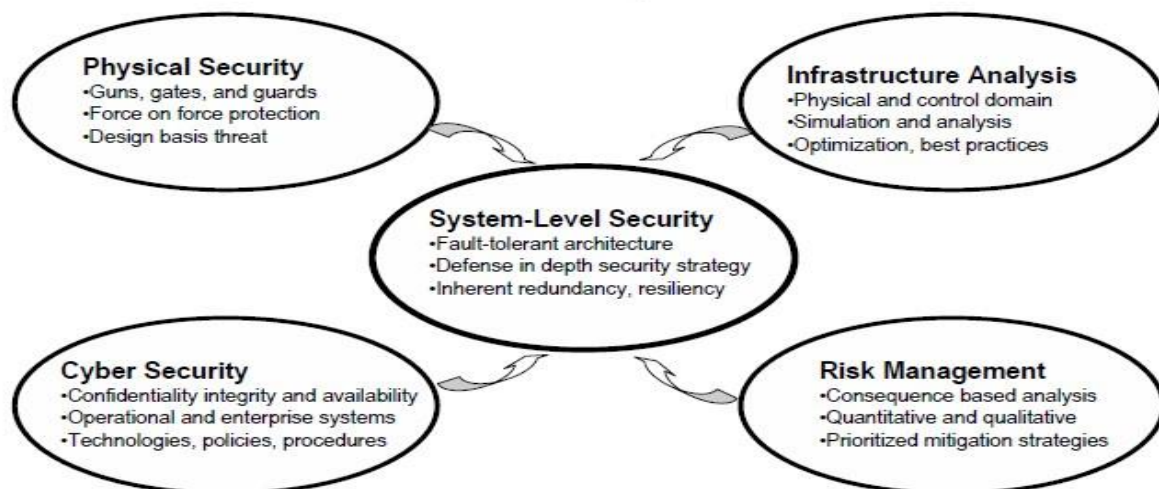 Physical Security
•Guns, gates, and guards
•Force on force protection
•Design basis threat
Infrastructure Analysis
•Physical and control domain
•Simulation and analysis
•Optimization, best practices
System-Level Security
•Fault-tolerant architecture
•Defense in depth security strategy
•Inherent redundancy, resiliency
Cyber Security
•Confidentiality integrity and availability
•Operational and enterprise systems
•Technologies, policies, procedures
Risk Management
•Consequence based analysis
•Quantitative and qualitative
•Prioritized mitigation strategies